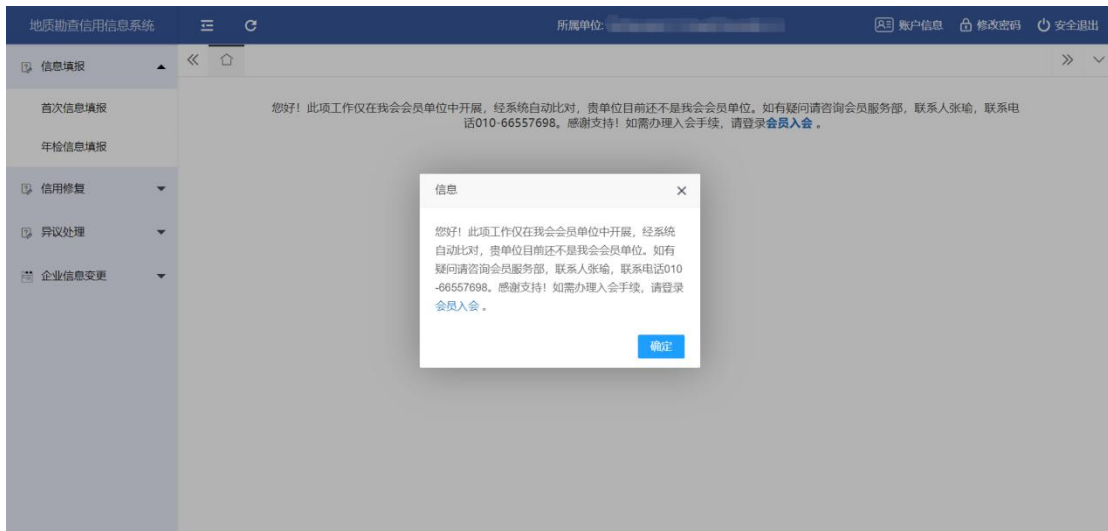 地质勘查信用信息系统
所属单位:
账户信息
修改密码
安全退出
信息填报
首次信息填报
年检信息填报
信用修复
异议处理
企业信息变更
您好！此项工作仅在我会会员单位中开展，经系统自动比对，贵单位目前还不是我会会员单位。如有疑问请咨询会员服务部，联系人张瑜，联系电
话010-66557698。感谢支持！如需办理入会手续，请登录会员入会 。
信息
您好！此项工作仅在我会会员单位中开展，经系统
自动比对，贵单位目前还不是我会会员单位。如有
疑问请咨询会员服务部，联系人张瑜，联系电话010
-66557698。感谢支持！如需办理入会手续，请登录
会员入会 。
确定